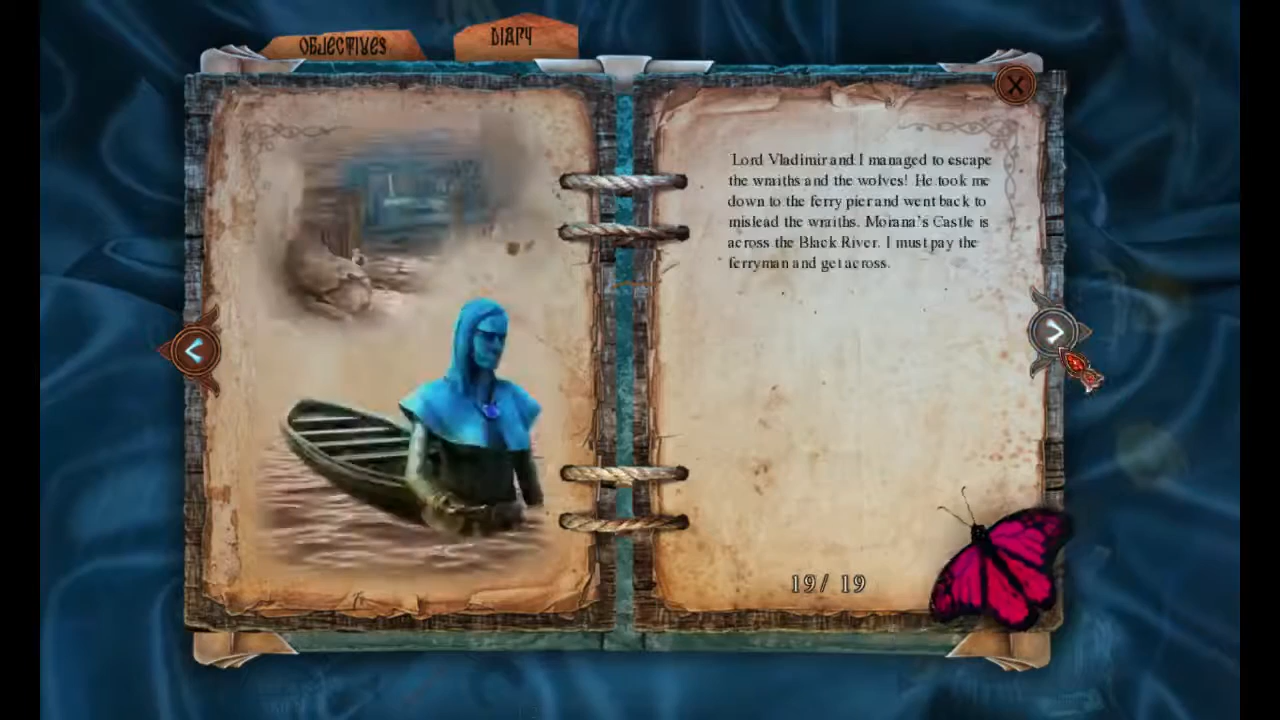 OBJECTIVES
DIARY
Lord Vladimir and I managed to escape
the wraiths and the wolves! He took me
down to the ferry pier and went back to
mislead the wraiths. Morana's Castle is
across the Black River. I must pay the
ferryman and get across.
19/ 19